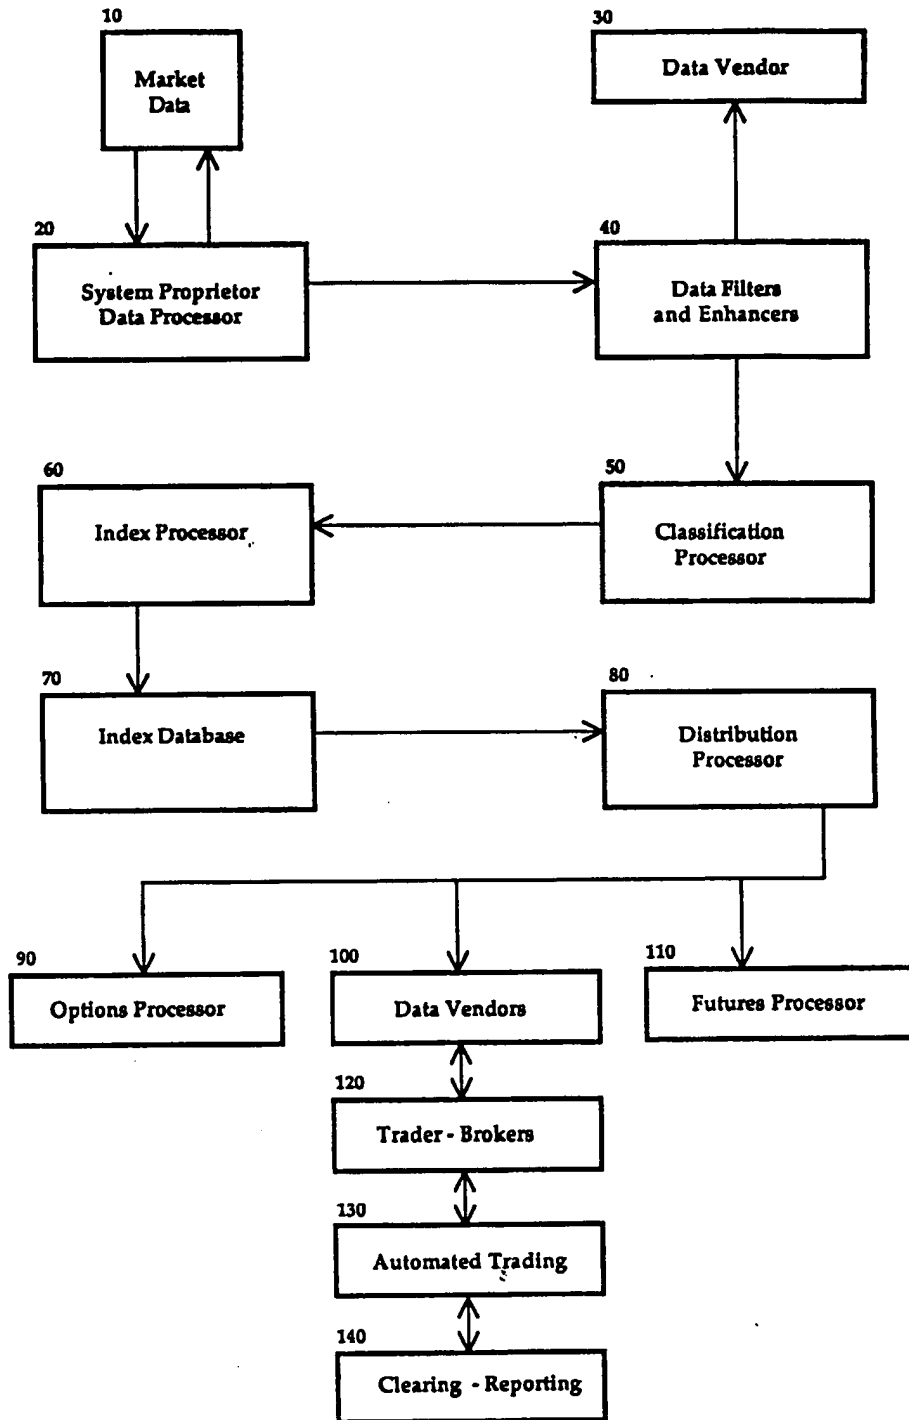 10
Market
Data
30
Data Vendor
20
System Proprietor
Data Processor
40
Data Filters
and Enhancers
60
Index Processor
50
Classification
Processor
70
Index Database
80
Distribution
Processor
90
Options Processor
100
Data Vendors
110
Futures Processor
120
Trader - Brokers
130
Automated Trading
140
Clearing - Reporting